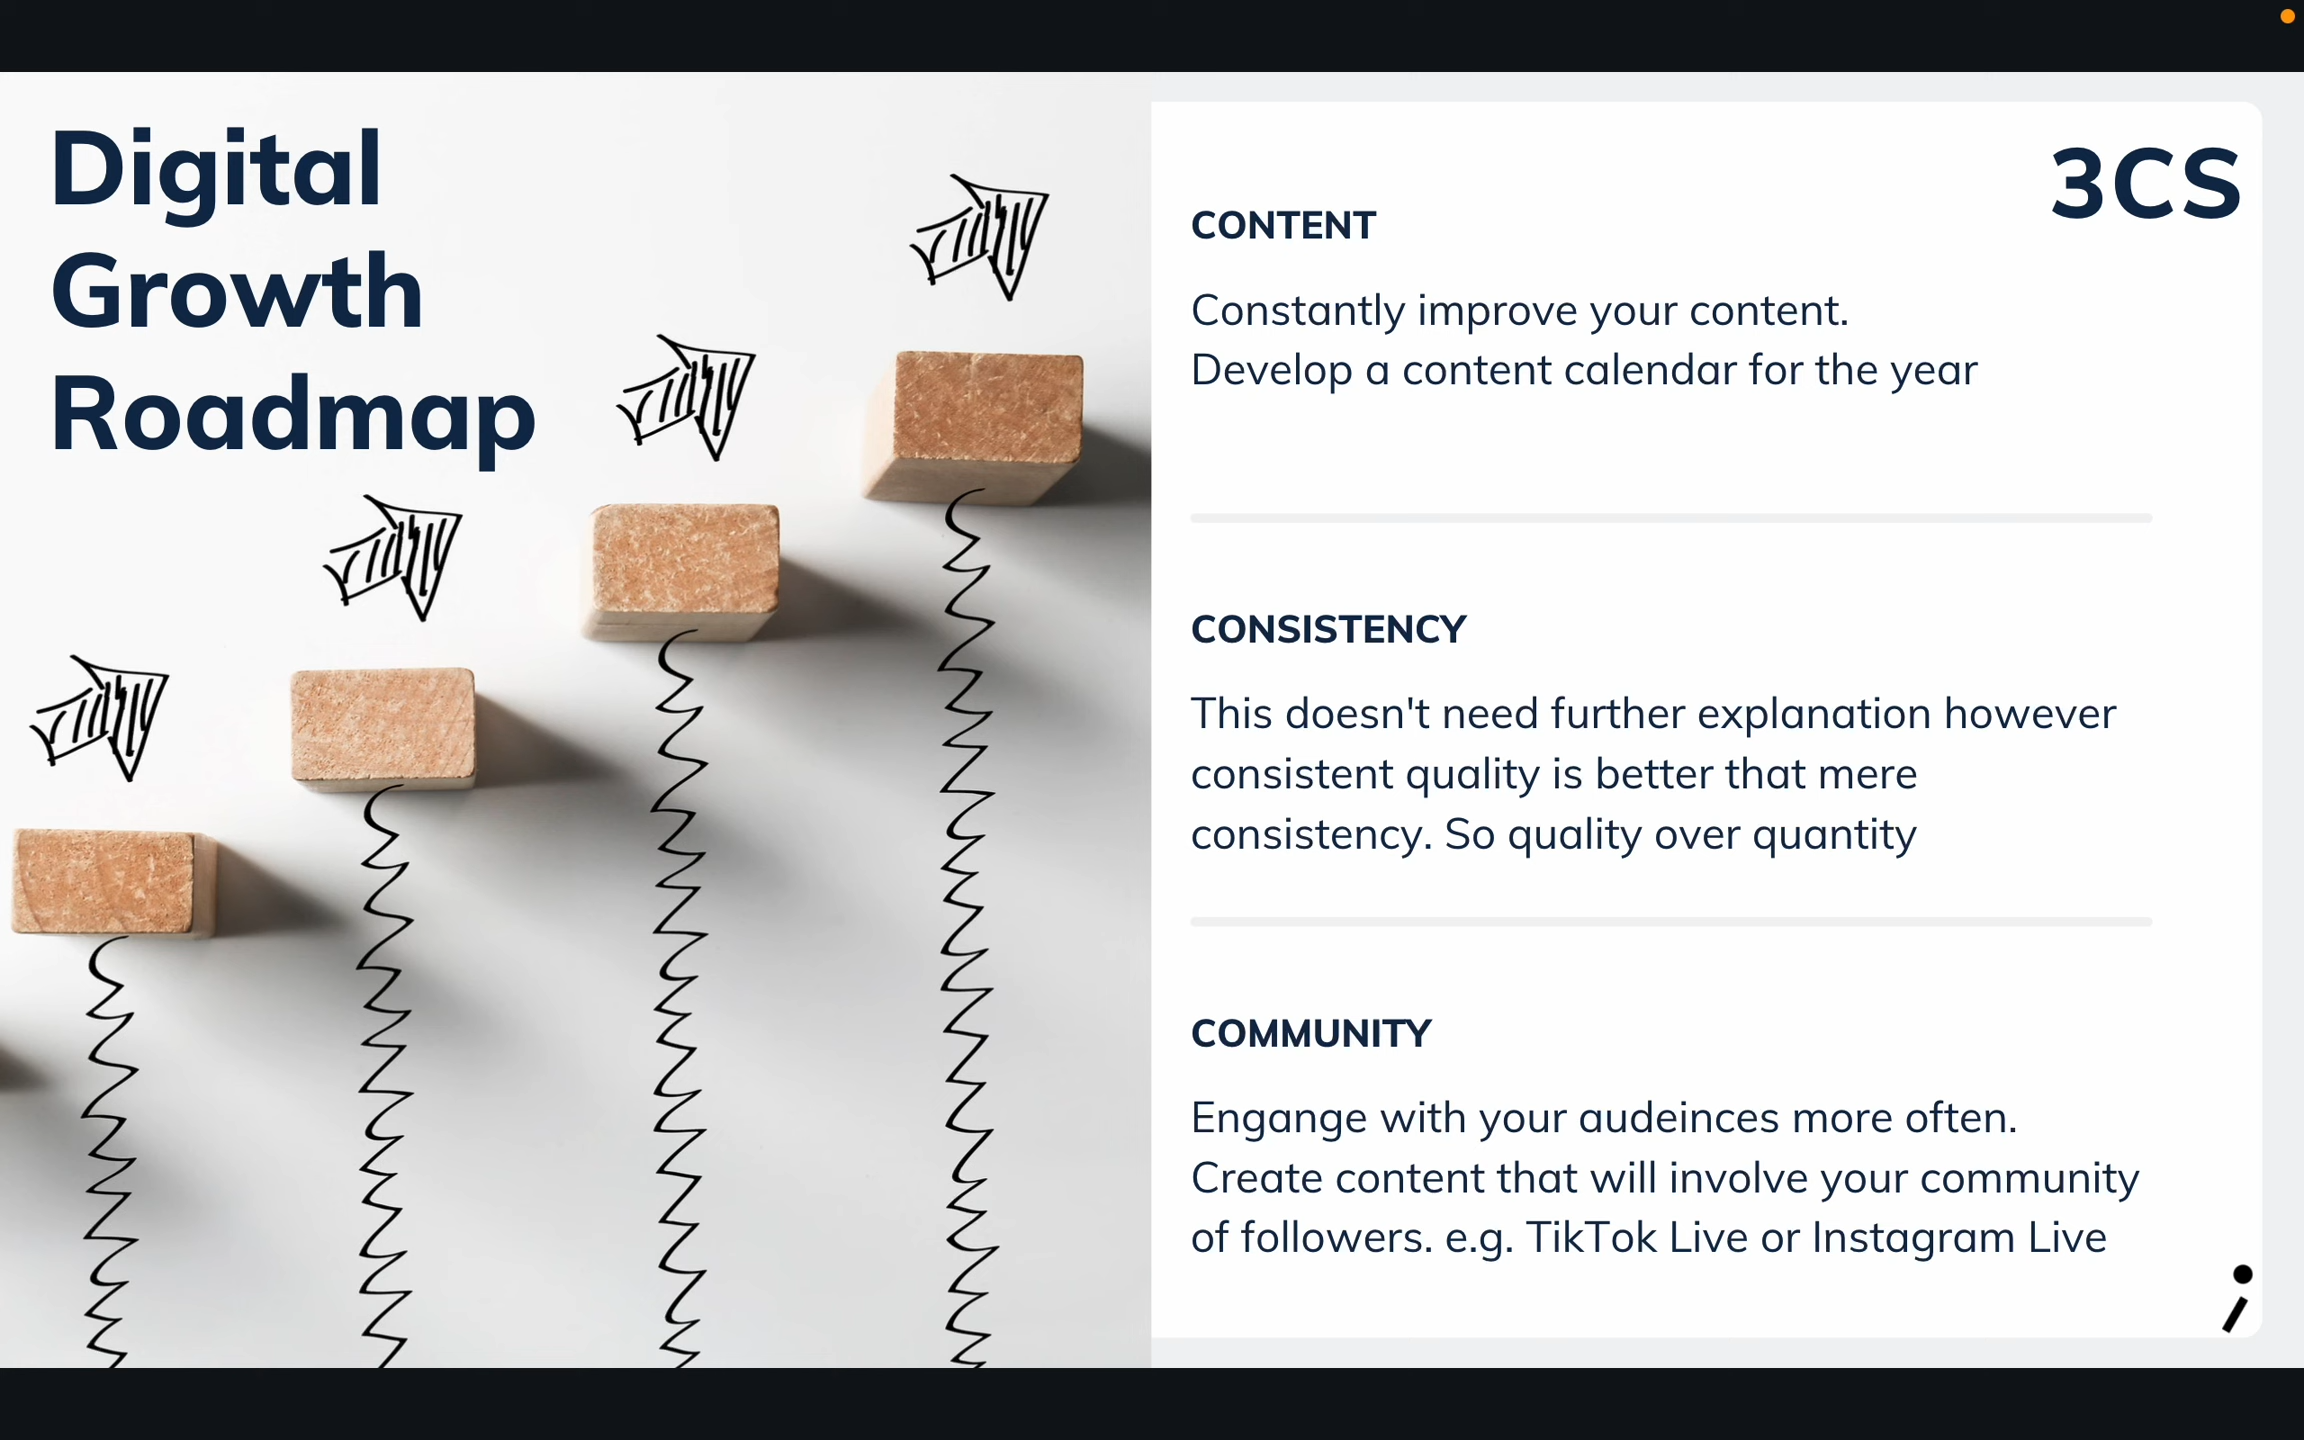 Digital
Growth
Roadmap
3CS
CONTENT
Constantly improve your content.
Develop a content calendar for the year
CONSISTENCY
This doesn't need further explanation however
consistent quality is better that mere
consistency. So quality over quantity
COMMUNITY
Engange with your audeinces more often.
Create content that will involve your community
of followers. e.g. TikTok Live or Instagram Live